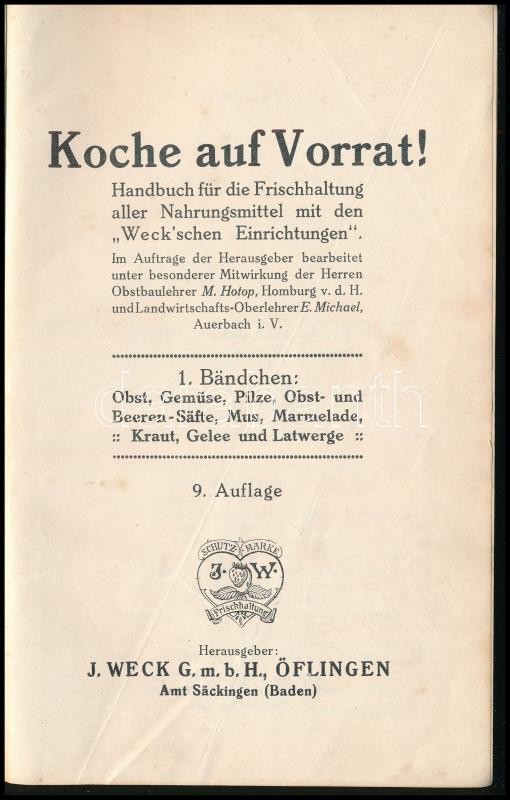 Koche auf Vorrat!
Handbuch für die Frischhaltung
aller Nahrungsmittel mit den
„Weck'schen Einrichtungen“.
Im Auftrage der Herausgeber bearbeitet
unter besonderer Mitwirkung der Herren
Obstbaulehrer M. Hotop, Homburg v. d. H.
und Landwirtschafts-Oberlehrer E. Michael,
Auerbach i. V.
1. Bändchen:
Obst, Gemüse, Pilze, Obst- und
Beeren-Säfte, Mus, Marmelade,
:: Kraut, Gelee und Latwerge ::
9. Auflage
SCHUTZ MARKE
J. W.
Frischhaltung
Herausgeber:
J. WECK G. m. b. H., ÖFLINGEN
Amt Säckingen (Baden)